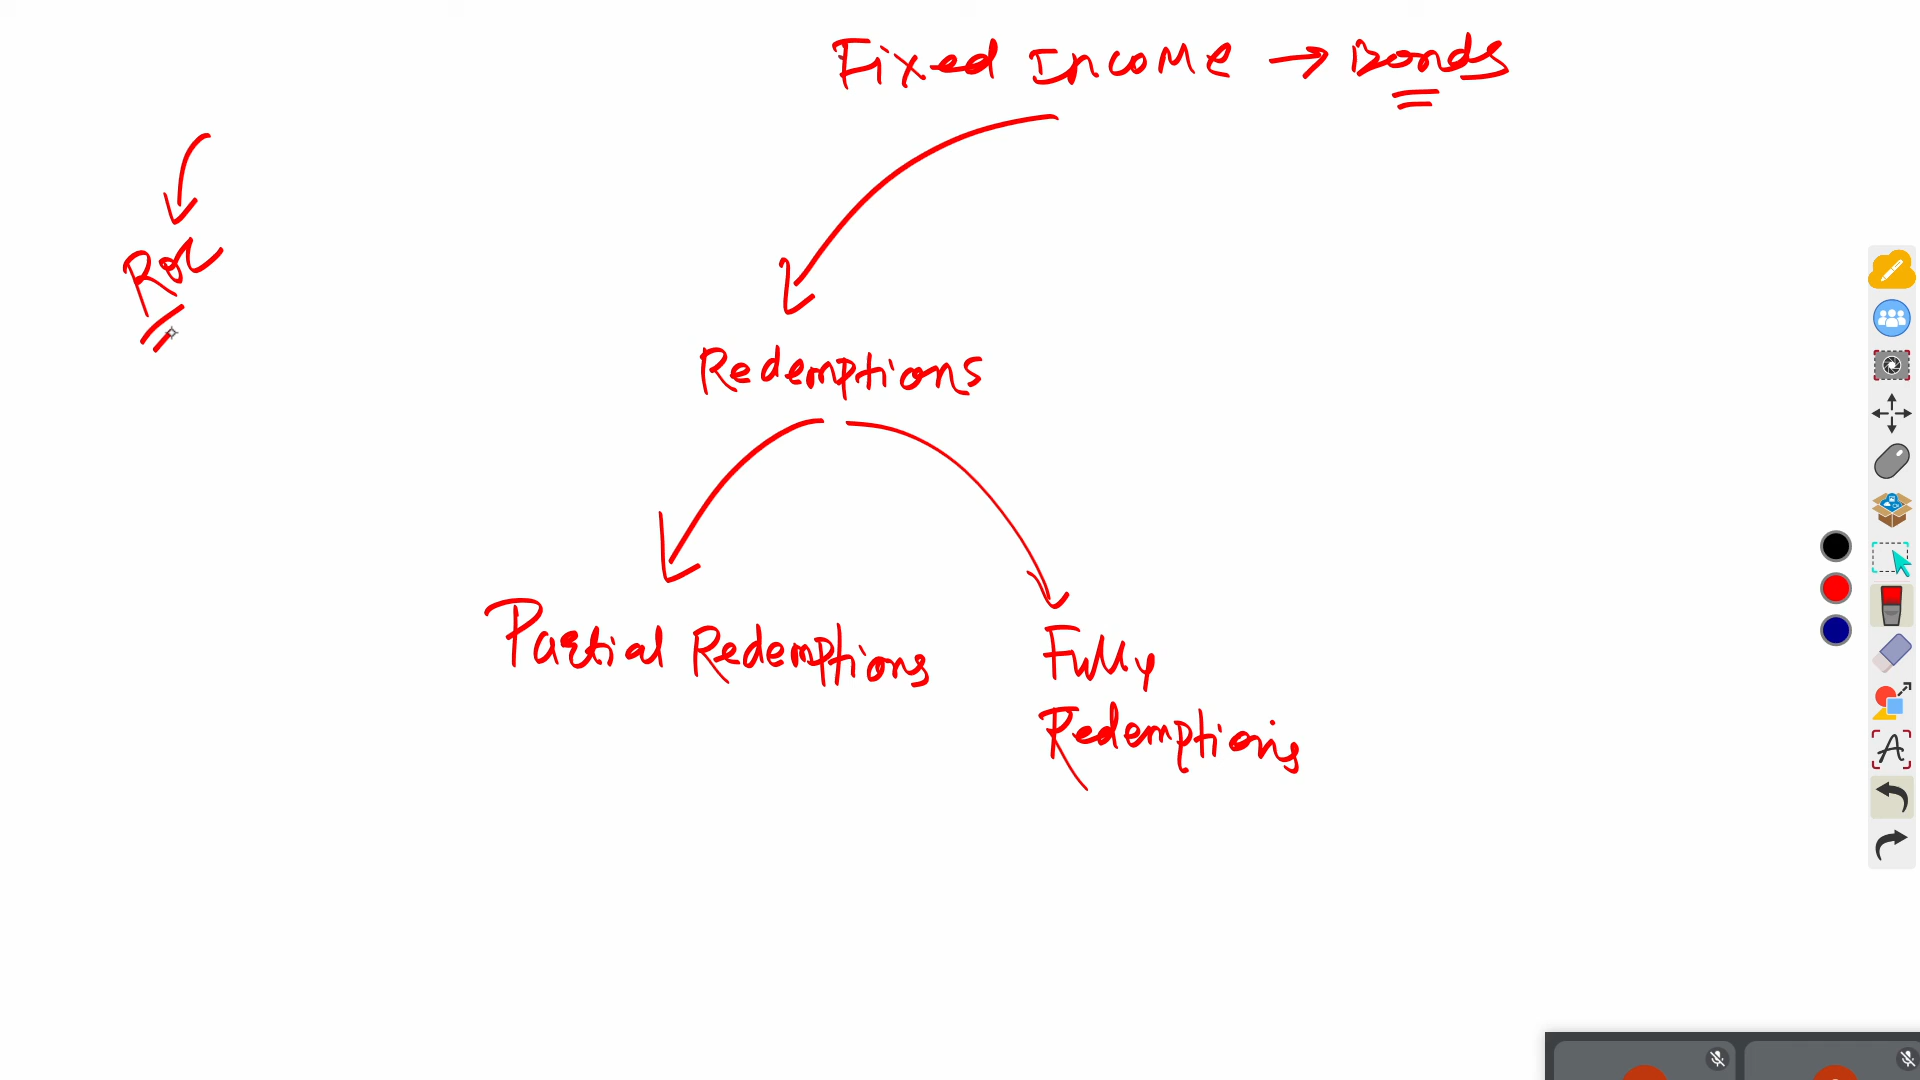 Fixed Income → Bonds
ROC
Redemptions
Partial Redemptions
Fully
Redemptions